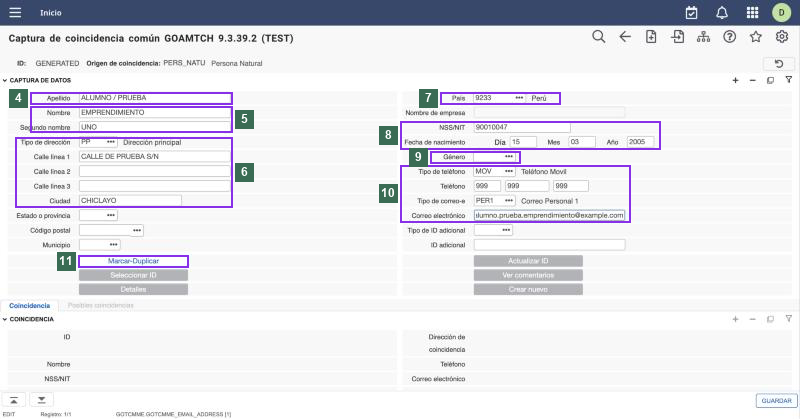 Inicio
D
Captura de coincidencia común GOAMTCH 9.3.39.2 (TEST)
ID: GENERATED Origen de coincidencia: PERS_NATU Persona Natural
CAPTURA DE DATOS
4 Apellido ALUMNO / PRUEBA
5 Nombre EMPRENDIMIENTO
Segundo nombre UNO
Tipo de dirección PP ••• Dirección principal
6 Calle línea 1 CALLE DE PRUEBA S/N
Calle línea 2
Calle línea 3
Ciudad CHICLAYO
Estado o provincia •••
Código postal •••
Municipio •••
11 Marcar-Duplicar
Seleccionar ID
Detalles
7 País 9233 ••• Perú
Nombre de empresa
8 NSS/NIT 90010047
Fecha de nacimiento Día 15 Mes 03 Año 2005
9 Género •••
10 Tipo de teléfono MOV ••• Teléfono Movil
Teléfono 999 999 999
Tipo de correo-e PER1 ••• Correo Personal 1
Correo electrónico ilumno.prueba.emprendimiento@example.com
Tipo de ID adicional •••
ID adicional
Actualizar ID
Ver comentarios
Crear nuevo
Coincidencia Posibles coincidencias
COINCIDENCIA
ID
Nombre
NSS/NIT
Dirección de
coincidencia
Teléfono
Correo electrónico
GUARDAR
EDIT Registro: 1/1 GOTCMME.GOTCMME_EMAIL_ADDRESS [1]